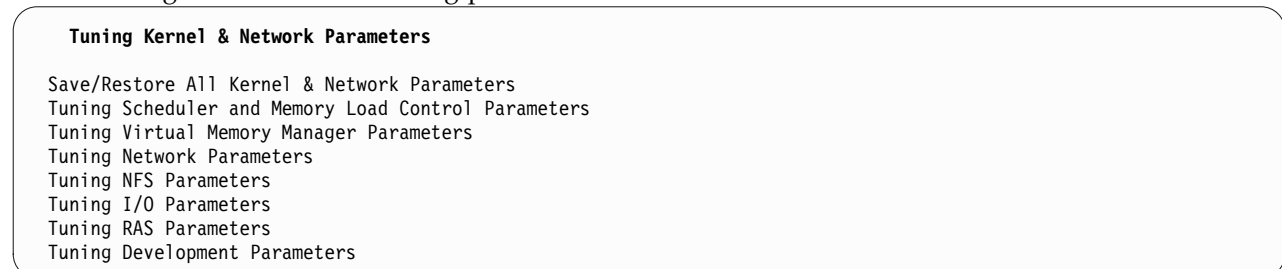 Tuning Kernel & Network Parameters
Save/Restore All Kernel & Network Parameters
Tuning Scheduler and Memory Load Control Parameters
Tuning Virtual Memory Manager Parameters
Tuning Network Parameters
Tuning NFS Parameters
Tuning I/O Parameters
Tuning RAS Parameters
Tuning Development Parameters